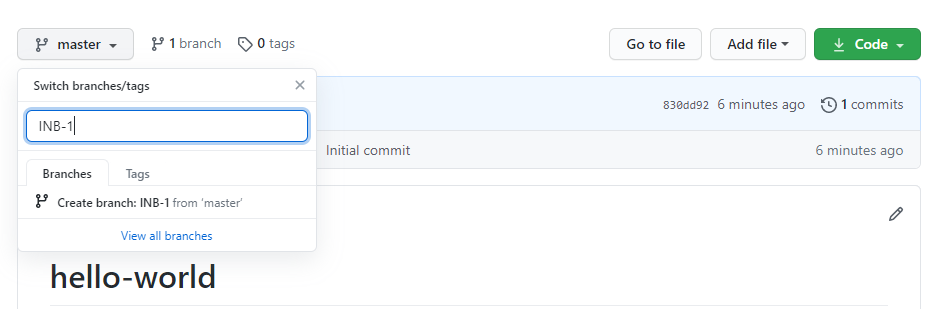 master 1 branch 0 tags Go to file Add file Code
Switch branches/tags
830dd92 6 minutes ago 1 commits
INB-1
Initial commit 6 minutes ago
Branches Tags
Create branch: INB-1 from ‘master’
View all branches
hello-world